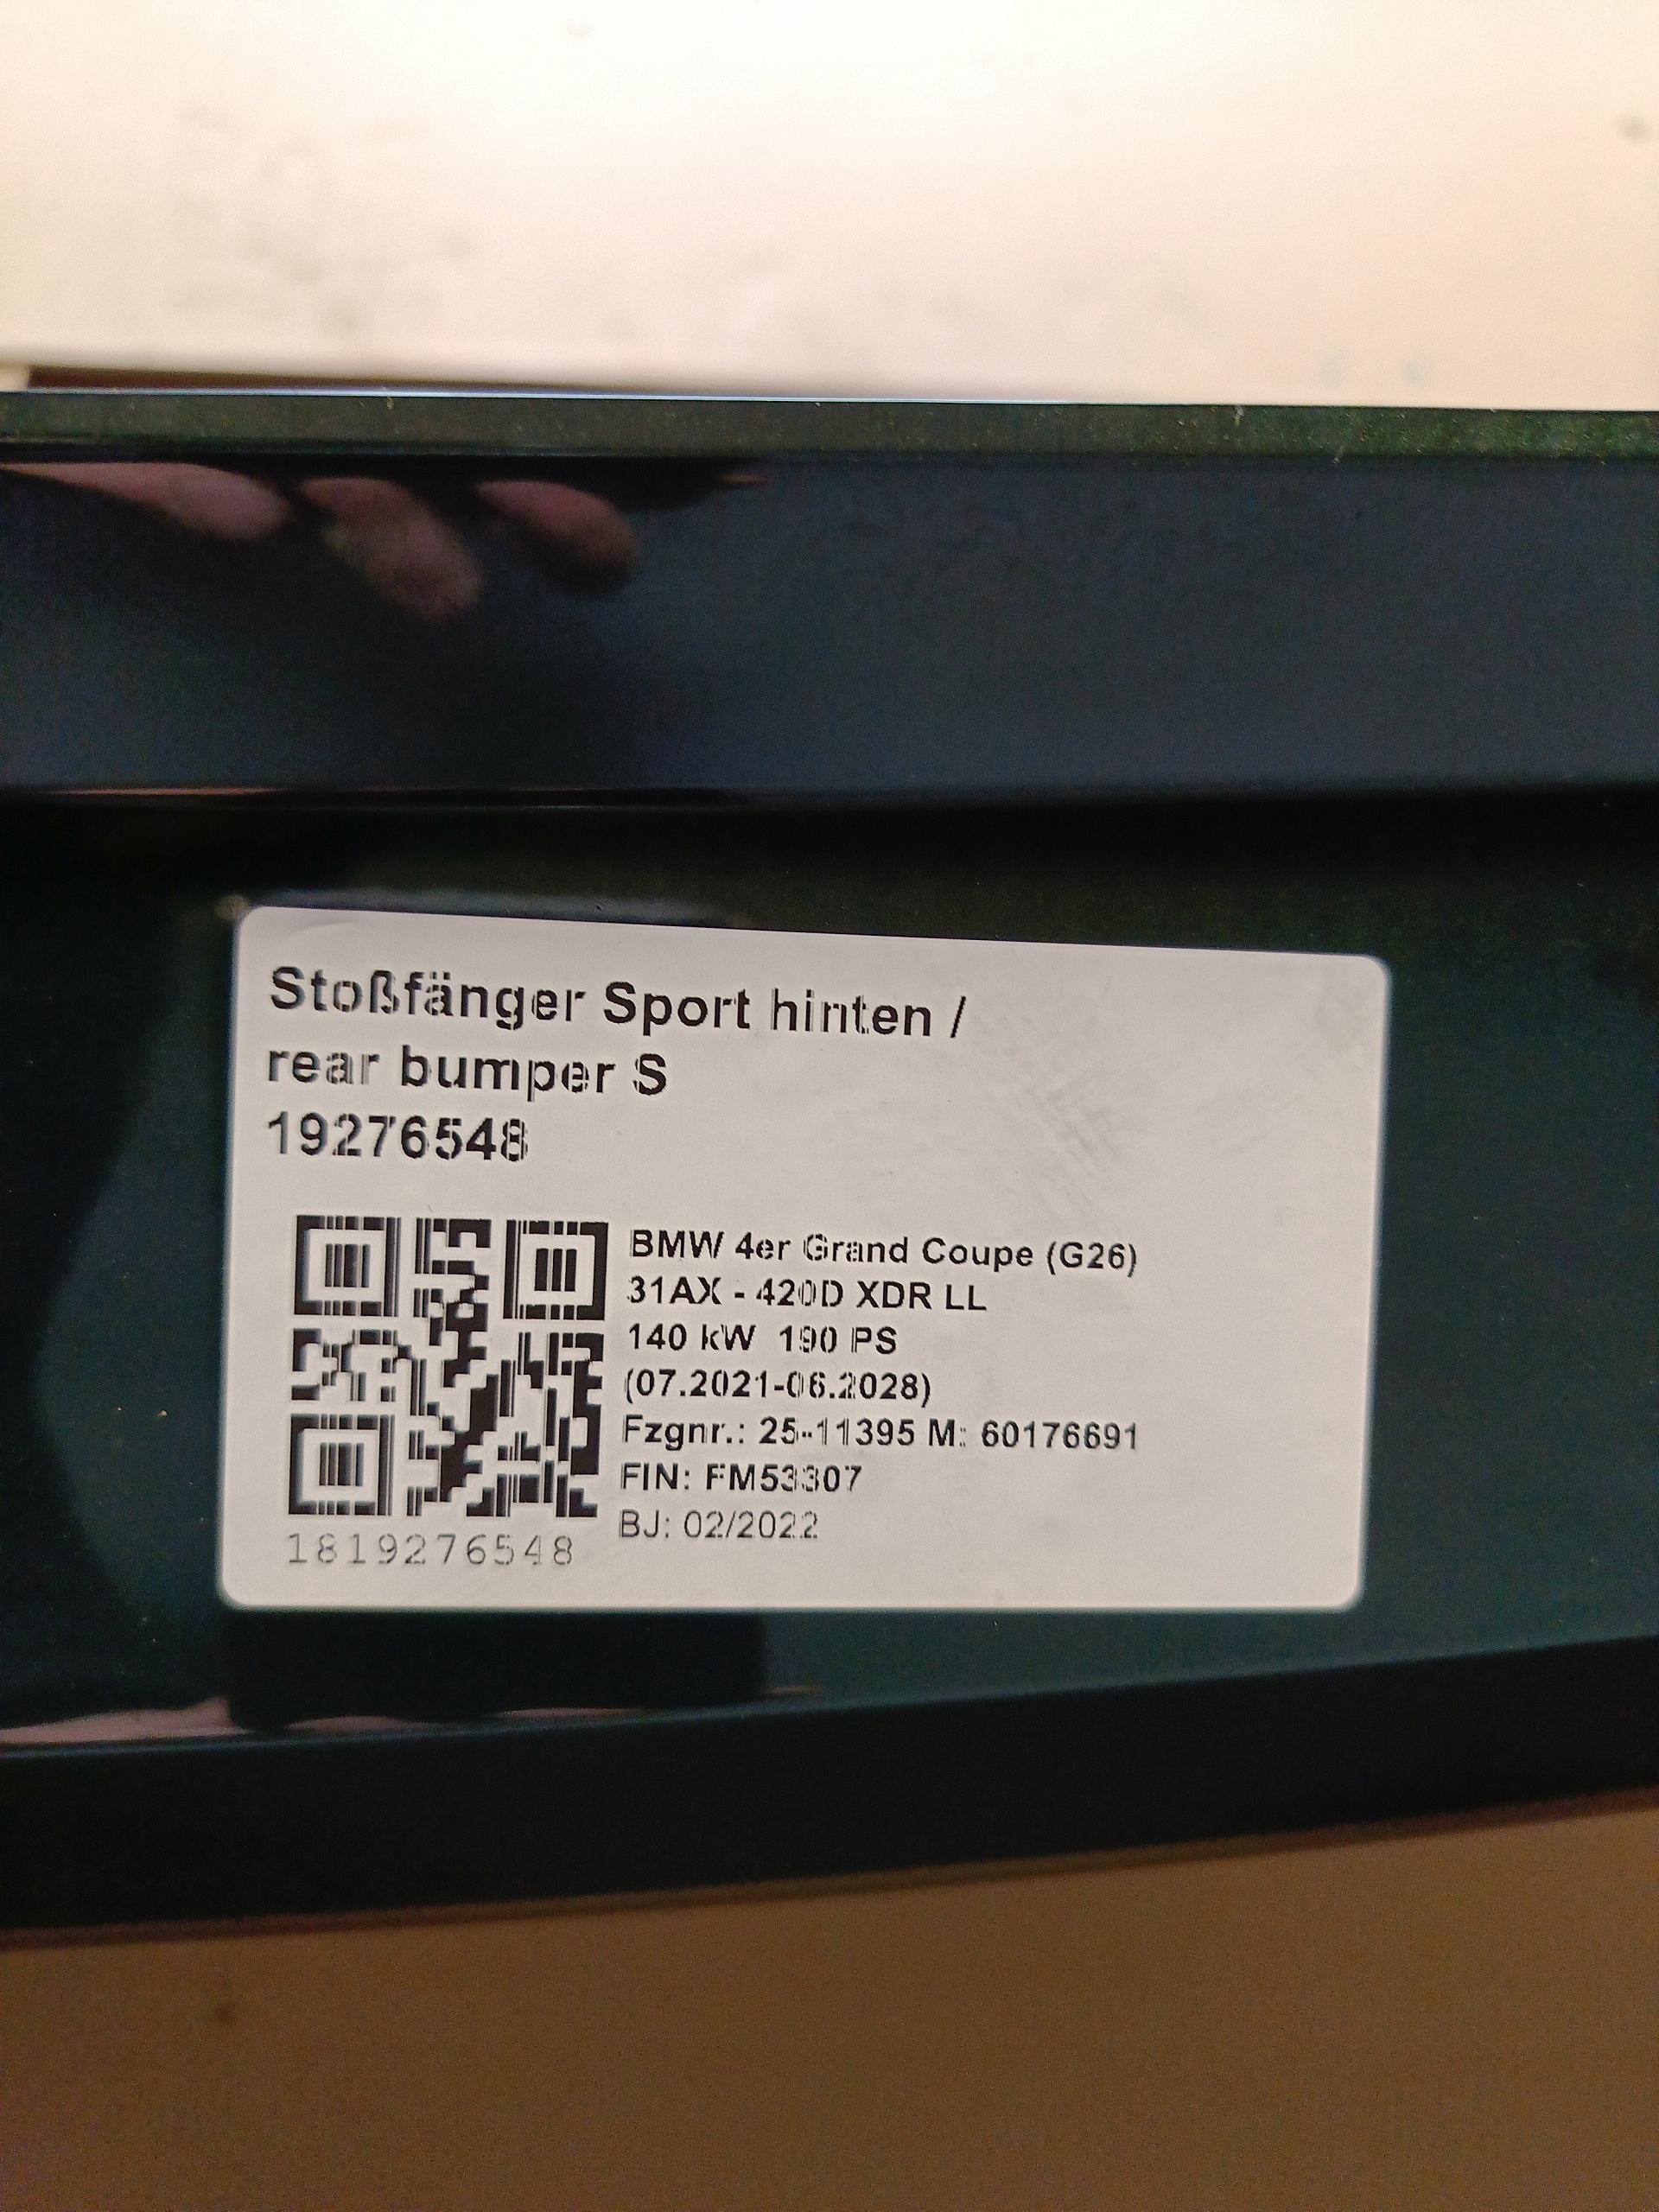 Stoßfänger Sport hinten /
rear bumper S
19276548
BMW 4er Grand Coupe (G26)
31AX - 420D XDR LL
140 kW 190 PS
(07.2021-06.2028)
Fzgnr.: 25-11395 M: 60176691
FIN: FM53307
BJ: 02/2022
1819276548